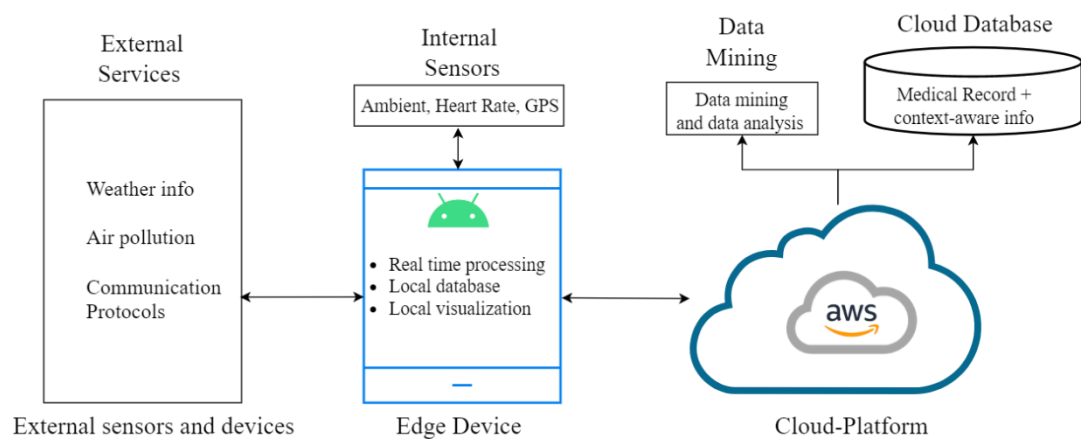 External
Services
Internal
Sensors
Data
Mining
Cloud Database
Ambient, Heart Rate, GPS
Data mining
and data analysis
Medical Record +
context-aware info
Weather info
Air pollution
Communication
Protocols
• Real time processing
• Local database
• Local visualization
aws
External sensors and devices
Edge Device
Cloud-Platform